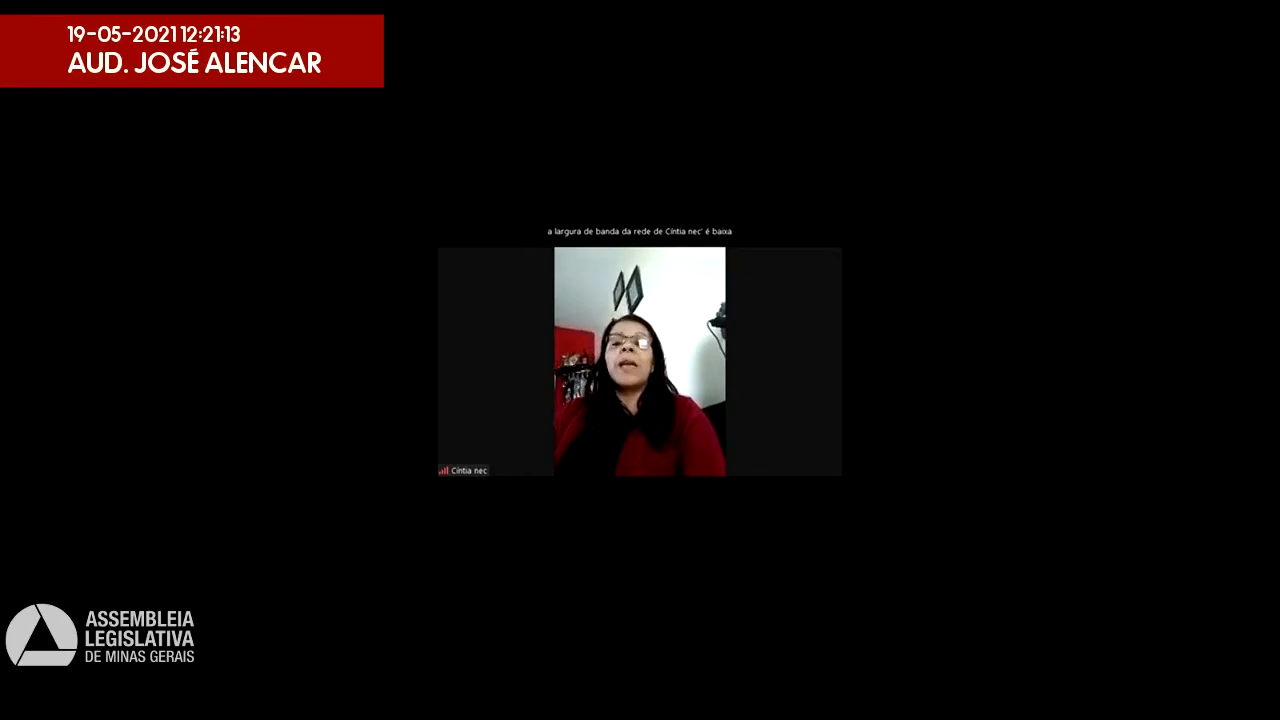 19-05-2021 12:21:13
AUD. JOSÉ ALENCAR
a largura de banda da rede de Cíntia nec' é baixa
Cíntia nec
ASSEMBLEIA
LEGISLATIVA
DE MINAS GERAIS